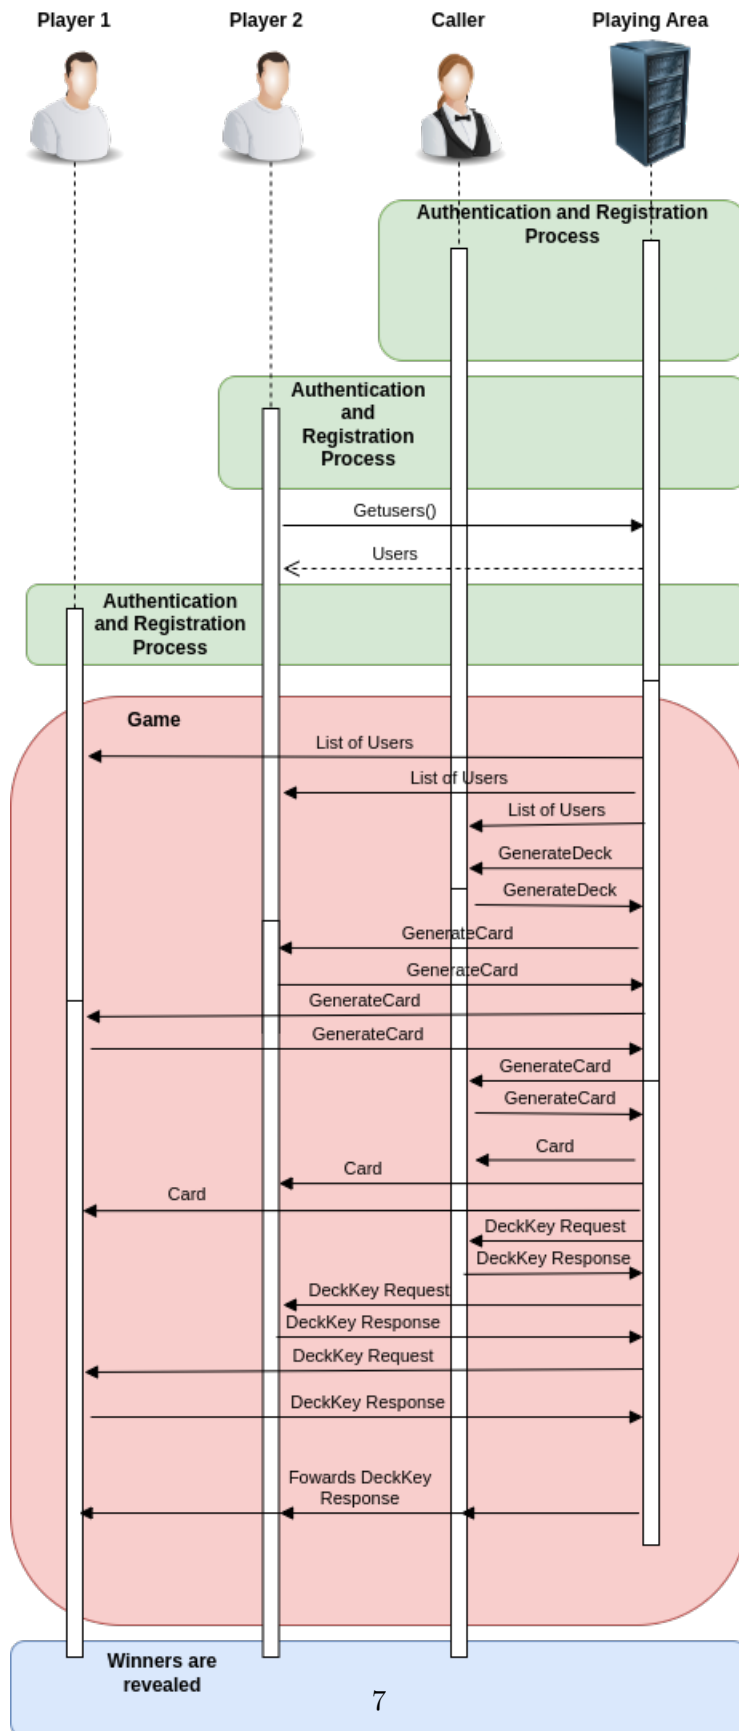 Player 1
Player 2
Caller
Playing Area
Authentication and Registration
Process
Authentication
and
Registration
Process
Getusers()
Users
Authentication
and Registration
Process
Game
List of Users
List of Users
List of Users
GenerateDeck
GenerateDeck
GenerateCard
GenerateCard
GenerateCard
GenerateCard
GenerateCard
GenerateCard
Card
Card
Card
DeckKey Request
DeckKey Response
DeckKey Request
DeckKey Response
DeckKey Request
DeckKey Response
Fowards DeckKey
Response
Winners are
revealed
7